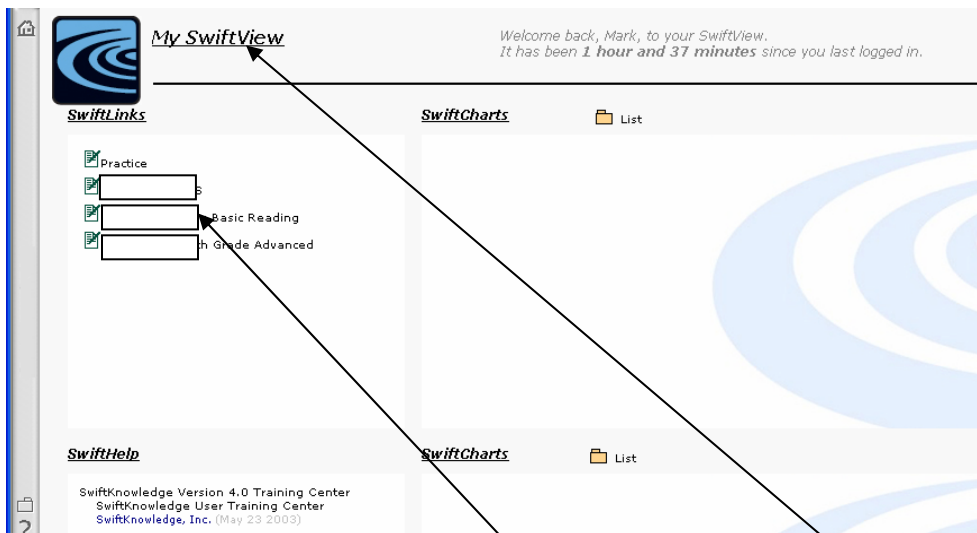 My SwiftView
Welcome back, Mark, to your SwiftView.
It has been 1 hour and 37 minutes since you last logged in.
SwiftLinks
SwiftCharts
List
Practice
S
Basic Reading
th Grade Advanced
SwiftHelp
SwiftCharts
List
SwiftKnowledge Version 4.0 Training Center
SwiftKnowledge User Training Center
SwiftKnowledge, Inc. (May 23 2003)
?